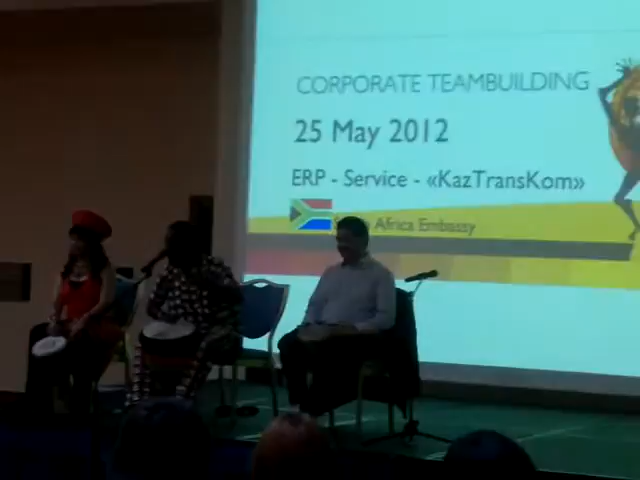 CORPORATE TEAMBUILDING
25 May 2012
ERP - Service - «KazTransKom»
Africa Embassy